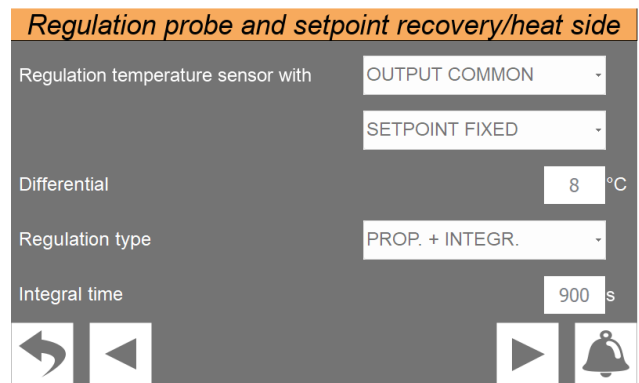 Regulation probe and setpoint recovery/heat side
Regulation temperature sensor with OUTPUT COMMON
SETPOINT FIXED
Differential 8 °C
Regulation type PROP. + INTEGR.
Integral time 900 s